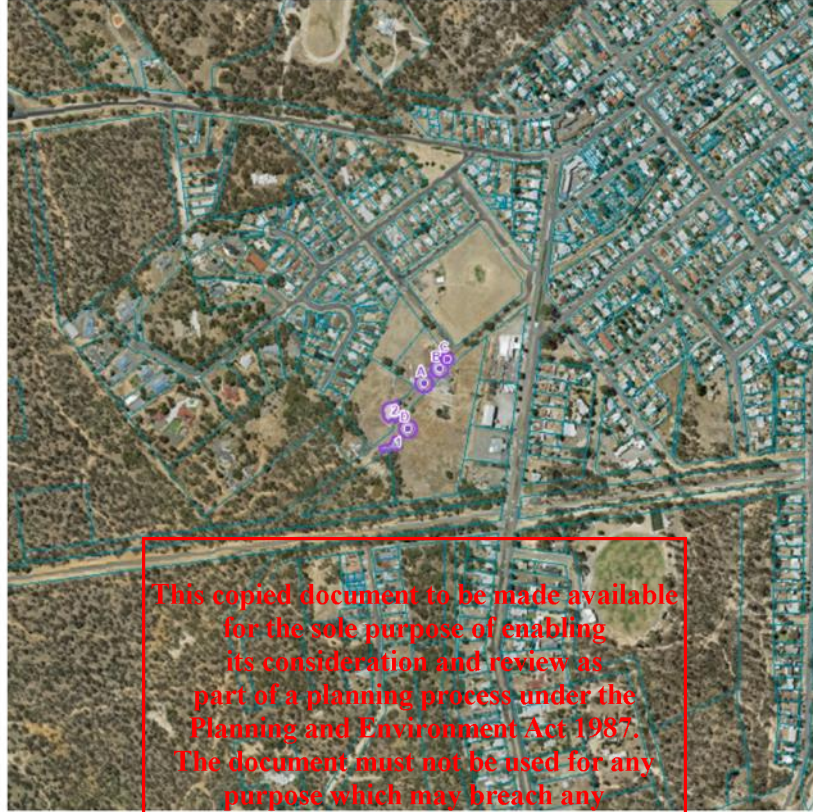 C
B
A
2
D
1
This copied document to be made available
for the sole purpose of enabling
its consideration and review as
part of a planning process under the
Planning and Environment Act 1987.
The document must not be used for any
purpose which may breach any